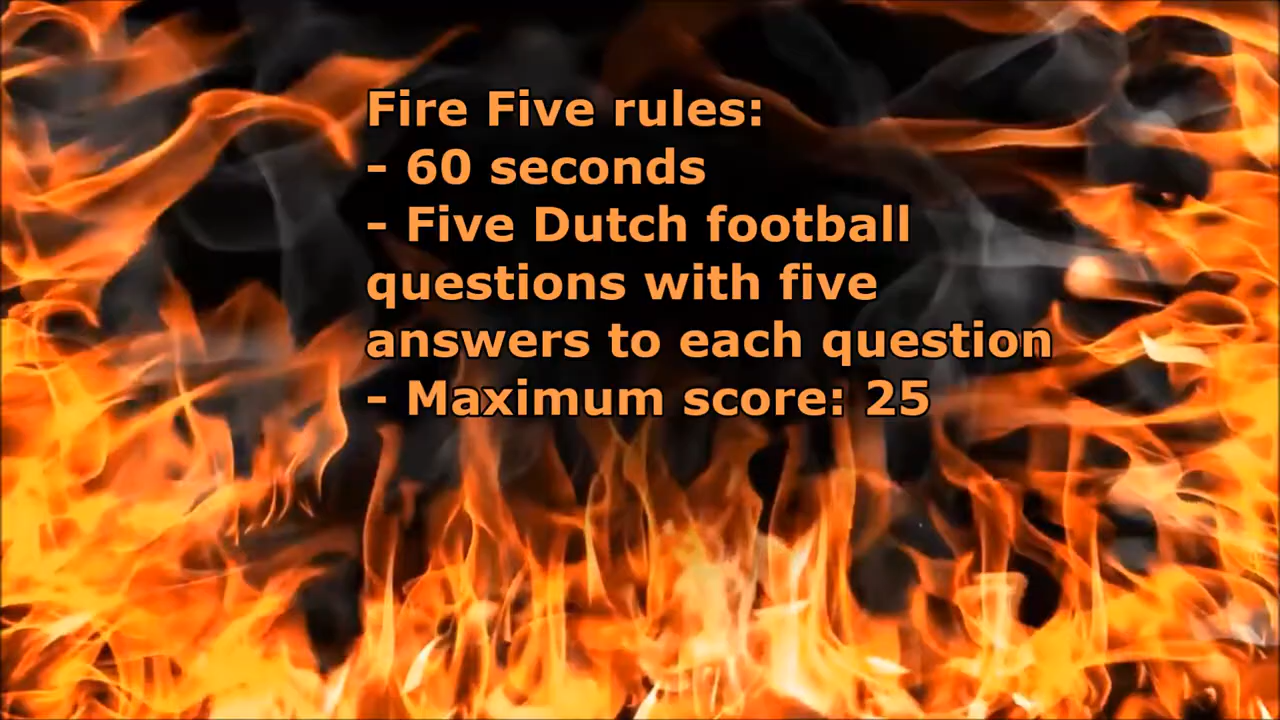 Fire Five rules:
- 60 seconds
- Five Dutch football
questions with five
answers to each question
- Maximum score: 25